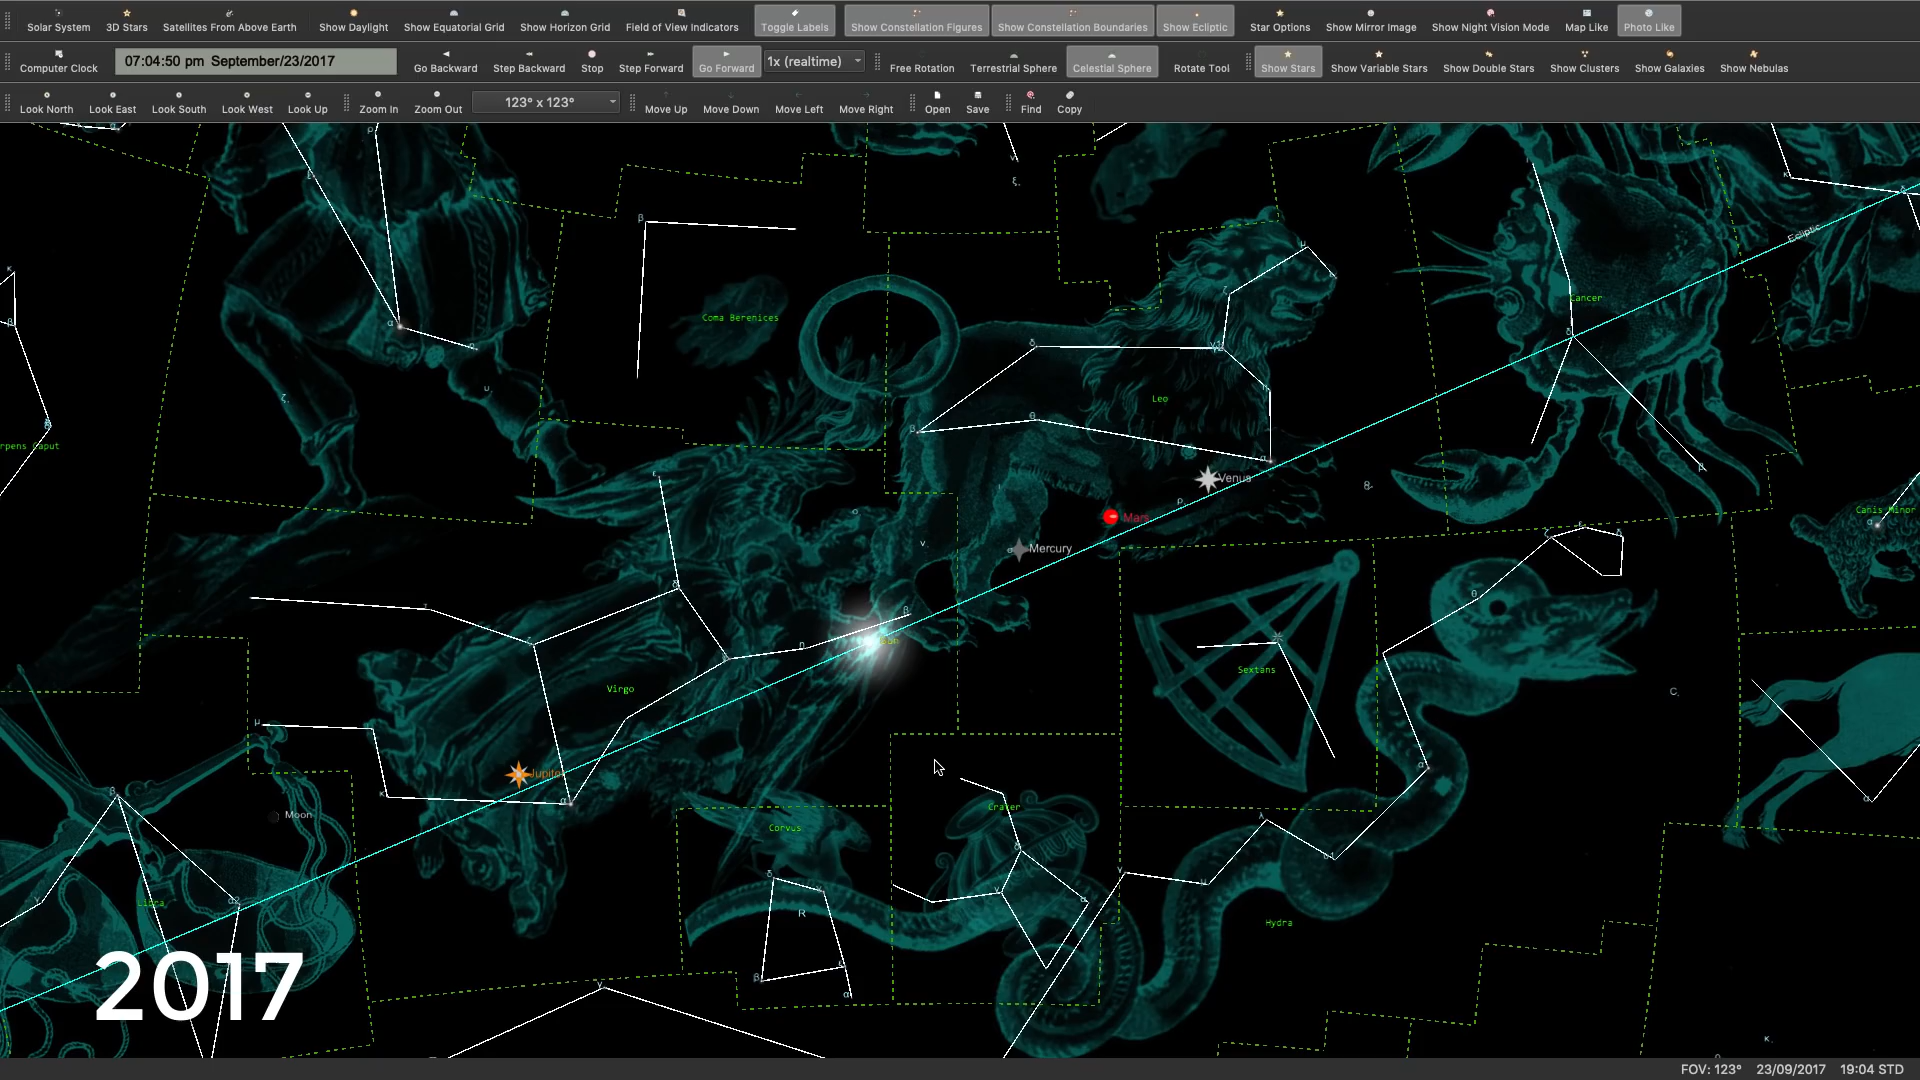 Solar System 3D Stars Satellites From Above Earth Show Daylight Show Equatorial Grid Show Horizon Grid Field of View Indicators Toggle Labels Show Constellation Figures Show Constellation Boundaries Show Ecliptic Star Options Show Mirror Image Show Night Vision Mode Map Like Photo Like
Computer Clock 07:04:50 pm September/23/2017 Go Backward Step Backward Stop Step Forward Go Forward 1x (realtime) Free Rotation Terrestrial Sphere Celestial Sphere Rotate Tool Show Stars Show Variable Stars Show Double Stars Show Clusters Show Galaxies Show Nebulas
Look North Look East Look South Look West Look Up Zoom In Zoom Out 123° x 123° Move Up Move Down Move Left Move Right Open Save Find Copy
Ecliptic
Cancer
Coma Berenices
Leo
rpens Caput
Venus
Canis Minor
Mars
Mercury
Sextans
Virgo
Jupiter
Crater
Moon
Corvus
Libra
R
Hydra
2017
FOV: 123° 23/09/2017 19:04 STD